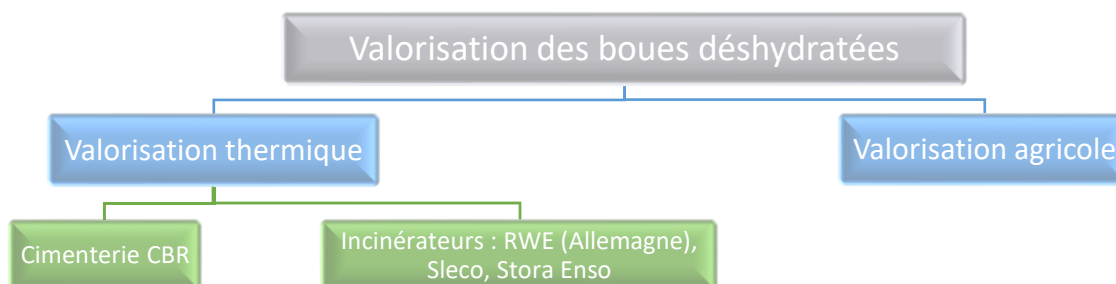 Valorisation des boues déshydratées
Valorisation thermique
Valorisation agricole
Cimenterie CBR
Incinérateurs : RWE (Allemagne),
Sleco, Stora Enso